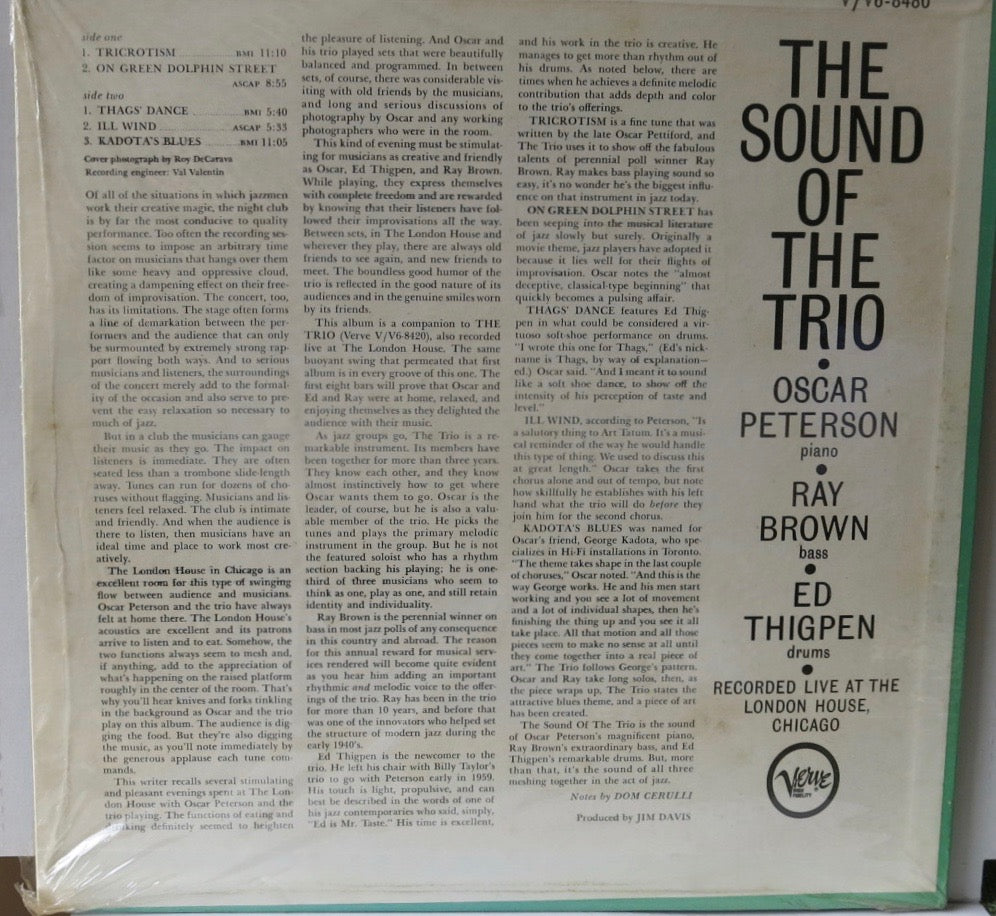 V/V6-8480
side one
1. TRICROTISM BMI 11:10
2. ON GREEN DOLPHIN STREET
ASCAP 8:55
side two
1. THAGS' DANCE BMI 5:40
2. ILL WIND ASCAP 5:33
3. KADOTA'S BLUES BMI 11:05
Cover photograph by Roy DeCarava
Recording engineer: Val Valentin
Of all the situations in which jazzmen
work their creative magic, the night club
is by far the most conducive to quality
performance. Too often the recording ses-
sion seems to impose an arbitrary time
factor on musicians that hangs over them
like some heavy and oppressive cloud,
creating a dampening effect on their free-
dom of improvisation. The concert, too,
has its limitations. The stage often forms
a line of demarkation between the per-
formers and the audience that can only
be surmounted by extremely strong rap-
port flowing both ways. And to serious
musicians and listeners, the surroundings
of the concert merely add to the formal-
ity of the occasion and also serve to pre-
vent the easy relaxation so necessary to
much of jazz.
But in a club the musicians can gauge
their music as they go. The impact on
listeners is immediate. They are often
seated less than a trombone slide-length
away. Tunes can run for dozens of cho-
ruses without flagging. Musicians and lis-
teners feel relaxed. The club is intimate
and friendly. And when the audience is
there to listen, then musicians have an
ideal time and place to work most cre-
atively.
The London House in Chicago is an
excellent room for this type of swinging
flow between audience and musicians.
Oscar Peterson and the trio have always
felt at home there. The London House's
acoustics are excellent and its patrons
arrive to listen and to eat. Somehow, the
two functions always seem to mesh and,
if anything, add to the appreciation of
what's happening on the raised platform
roughly in the center of the room. That's
why you'll hear knives and forks tinkling
in the background as Oscar and the trio
play on this album. The audience is dig-
ging the food. But they're also digging
the music, as you'll note immediately by
the generous applause each tune com-
mands.
This writer recalls several stimulating
and pleasant evenings spent at The Lon-
don House with Oscar Peterson and the
trio playing. The functions of eating and
drinking definitely seemed to heighten
the pleasure of listening. And Oscar and
his trio played sets that were beautifully
balanced and programmed. In between
sets, of course, there was considerable vis-
iting with old friends by the musicians,
and long and serious discussions of
photography by Oscar and any working
photographers who were in the room.
This kind of evening must be stimulat-
ing for musicians as creative and friendly
as Oscar, Ed Thigpen, and Ray Brown.
While playing, they express themselves
with complete freedom and are rewarded
by knowing that their listeners have fol-
lowed their improvisations all the way.
Between sets, in The London House and
wherever they play, there are always old
friends to see again, and new friends to
meet. The boundless good humor of the
trio is reflected in the good nature of its
audiences and in the genuine smiles worn
by its friends.
This album is a companion to THE
TRIO (Verve V/V6-8420), also recorded
live at The London House. The same
buoyant swing that permeated that first
album is in every groove of this one. The
first eight bars will prove that Oscar and
Ed and Ray were at home, relaxed, and
enjoying themselves as they delighted the
audience with their music.
As jazz groups go, The Trio is a re-
markable instrument. Its members have
been together for more than three years.
They know each other, and they know
almost instinctively how to get where
Oscar wants them to go. Oscar is the
leader, of course, but he is also a valu-
able member of the trio. He picks the
tunes and plays the primary melodic
instrument in the group. But he is not
the featured soloist who has a rhythm
section backing his playing; he is one-
third of three musicians who seem to
think as one, play as one, and still retain
identity and individuality.
Ray Brown is the perennial winner on
bass in most jazz polls of any consequence
in this country and abroad. The reason
for this annual reward for musical serv-
ices rendered will become quite evident
as you hear him adding an important
rhythmic and melodic voice to the offer-
ings of the trio. Ray has been in the trio
for more than 10 years, and before that
was one of the innovators who helped set
the structure of modern jazz during the
early 1940's.
Ed Thigpen is the newcomer to the
trio. He left his chair with Billy Taylor's
trio to go with Peterson early in 1959.
His touch is light, propulsive, and can
best be described in the words of one of
his jazz contemporaries who said, simply,
"Ed is Mr. Taste." His time is excellent,
and his work in the trio is creative. He
manages to get more than rhythm out of
his drums. As noted below, there are
times when he achieves a definite melodic
contribution that adds depth and color
to the trio's offerings.
TRICROTISM is a fine tune that was
written by the late Oscar Pettiford, and
The Trio uses it to show off the fabulous
talents of perennial poll winner Ray
Brown. Ray makes bass playing sound so
easy, it's no wonder he's the biggest influ-
ence on that instrument in jazz today.
ON GREEN DOLPHIN STREET has
been seeping into the musical literature
of jazz slowly but surely. Originally a
movie theme, jazz players have adopted it
because it lies well for their flights of
improvisation. Oscar notes the "almost
deceptive, classical-type beginning" that
quickly becomes a pulsing affair.
THAGS' DANCE features Ed Thig-
pen in what could be considered a vir-
tuoso soft-shoe performance on drums.
"I wrote this one for Thags," (Ed's nick-
name is Thags, by way of explanation—
ed.) Oscar said. "And I meant it to sound
like a soft shoe dance, to show off the
intensity of his perception of taste and
level."
ILL WIND, according to Peterson, "Is
a salutory thing to Art Tatum. It's a musi-
cal reminder of the way he would handle
this type of thing. We used to discuss this
at great length." Oscar takes the first
chorus alone and out of tempo, but note
how skillfully he establishes with his left
hand what the trio will do before they
join him for the second chorus.
KADOTA'S BLUES was named for
Oscar's friend, George Kadota, who spe-
cializes in Hi-Fi installations in Toronto.
"The theme takes shape in the last couple
of choruses," Oscar noted. "And this is the
way George works. He and his men start
working and you see a lot of movement
and a lot of individual shapes, then he's
finishing the thing up and you see it all
take place. All that motion and all those
pieces seem to make no sense at all until
they come together into a real piece of
art." The Trio follows George's pattern.
Oscar and Ray take long solos, then, as
the piece wraps up, The Trio states the
attractive blues theme, and a piece of art
has been created.
The Sound Of The Trio is the sound
of Oscar Peterson's magnificent piano,
Ray Brown's extraordinary bass, and Ed
Thigpen's remarkable drums. But, more
than that, it's the sound of all three
meshing together in the act of jazz.
Notes by DOM CERULLI
Produced by JIM DAVIS
THE
SOUND
OF
THE
TRIO
OSCAR
PETERSON
piano
RAY
BROWN
bass
ED
THIGPEN
drums
RECORDED LIVE AT THE
LONDON HOUSE,
CHICAGO
Verve
HIGH
FIDELITY